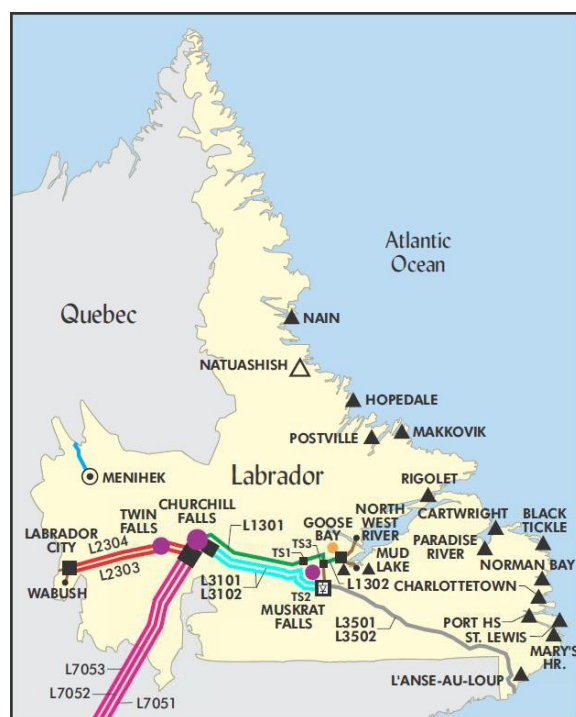 Atlantic
Ocean
Quebec
NAIN
NATUASHISH
HOPEDALE
POSTVILLE
MAKKOVIK
MENIHEK
Labrador
RIGOLET
CHURCHILL
FALLS
TWIN
FALLS
LABRADOR
CITY
L2304
L2303
WABUSH
L1301
TS1
TS3
GOOSE
BAY
NORTH
WEST
RIVER
MUD
LAKE
CARTWRIGHT
PARADISE
RIVER
BLACK
TICKLE
NORMAN BAY
CHARLOTTETOWN
L3101
L3102
TS2
L1302
MUSKRAT
FALLS
L3501
L3502
PORT HS
ST. LEWIS
MARY'S
HR.
L'ANSE-AU-LOUP
L7053
L7052
L7051